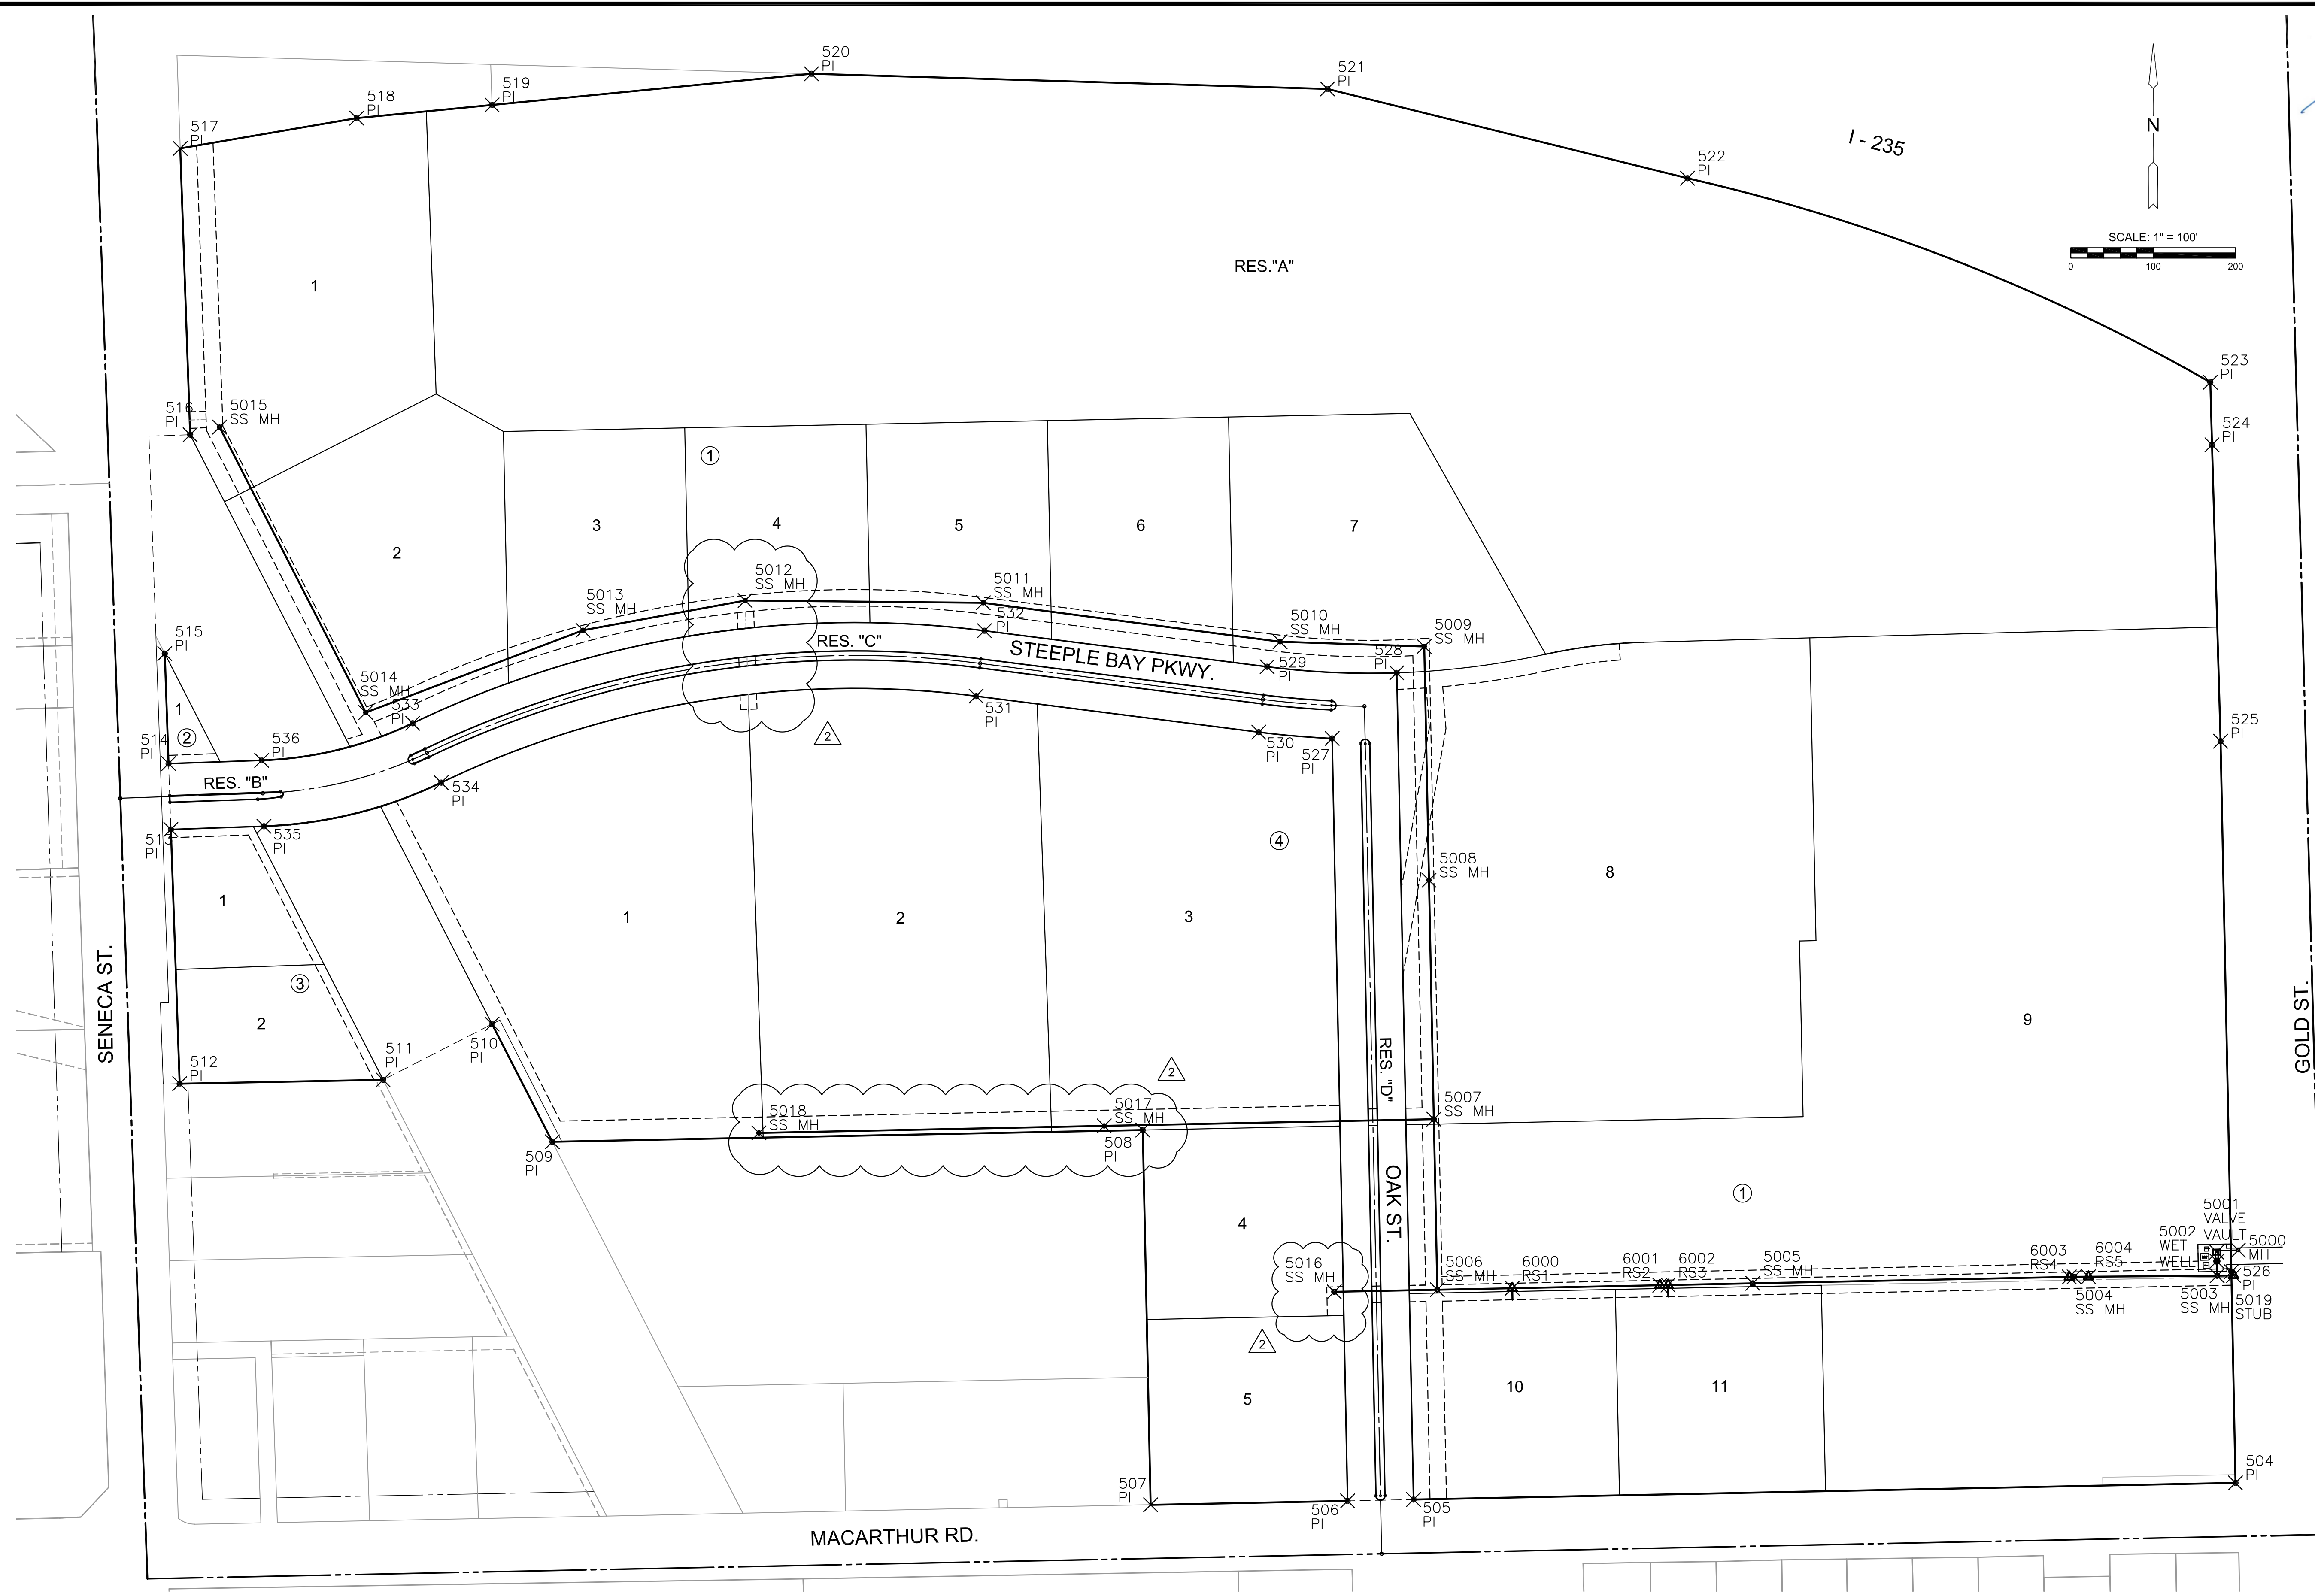 520
PI
521
PI
519
PI
518
PI
517
PI
I - 235
N
522
PI
SCALE: 1" = 100'
0 100 200
RES."A"
1
523
PI
516
PI
5015
SS MH
524
PI
1
2
3
4
5
6
7
5012
SS MH
5011
SS MH
5013
SS MH
532
PI
5010
SS MH
5009
SS MH
RES. "C"
STEEPLE BAY PKWY.
515
PI
528
PI
529
PI
5014
SS MH
533
PI
531
PI
1
2
514
PI
536
PI
2
530
PI
527
PI
525
PI
RES. "B"
534
PI
513
PI
535
PI
4
5008
SS MH
8
1
1
2
3
SENECA ST.
3
2
510
PI
511
PI
512
PI
9
GOLD ST.
RES. "D"
2
5018
SS MH
5017
SS MH
5007
SS MH
508
PI
509
PI
OAK ST.
4
1
5001
VALVE
VAULT
5002
WET
WELL
5000
MH
5016
SS MH
5006
SS MH
6000
RS1
6001
RS2
6002
RS3
5005
SS MH
6003
RS4
6004
RS5
526
PI
5004
SS MH
5003
SS MH
5019
STUB
2
5
10
11
504
PI
507
PI
506
PI
505
PI
MACARTHUR RD.